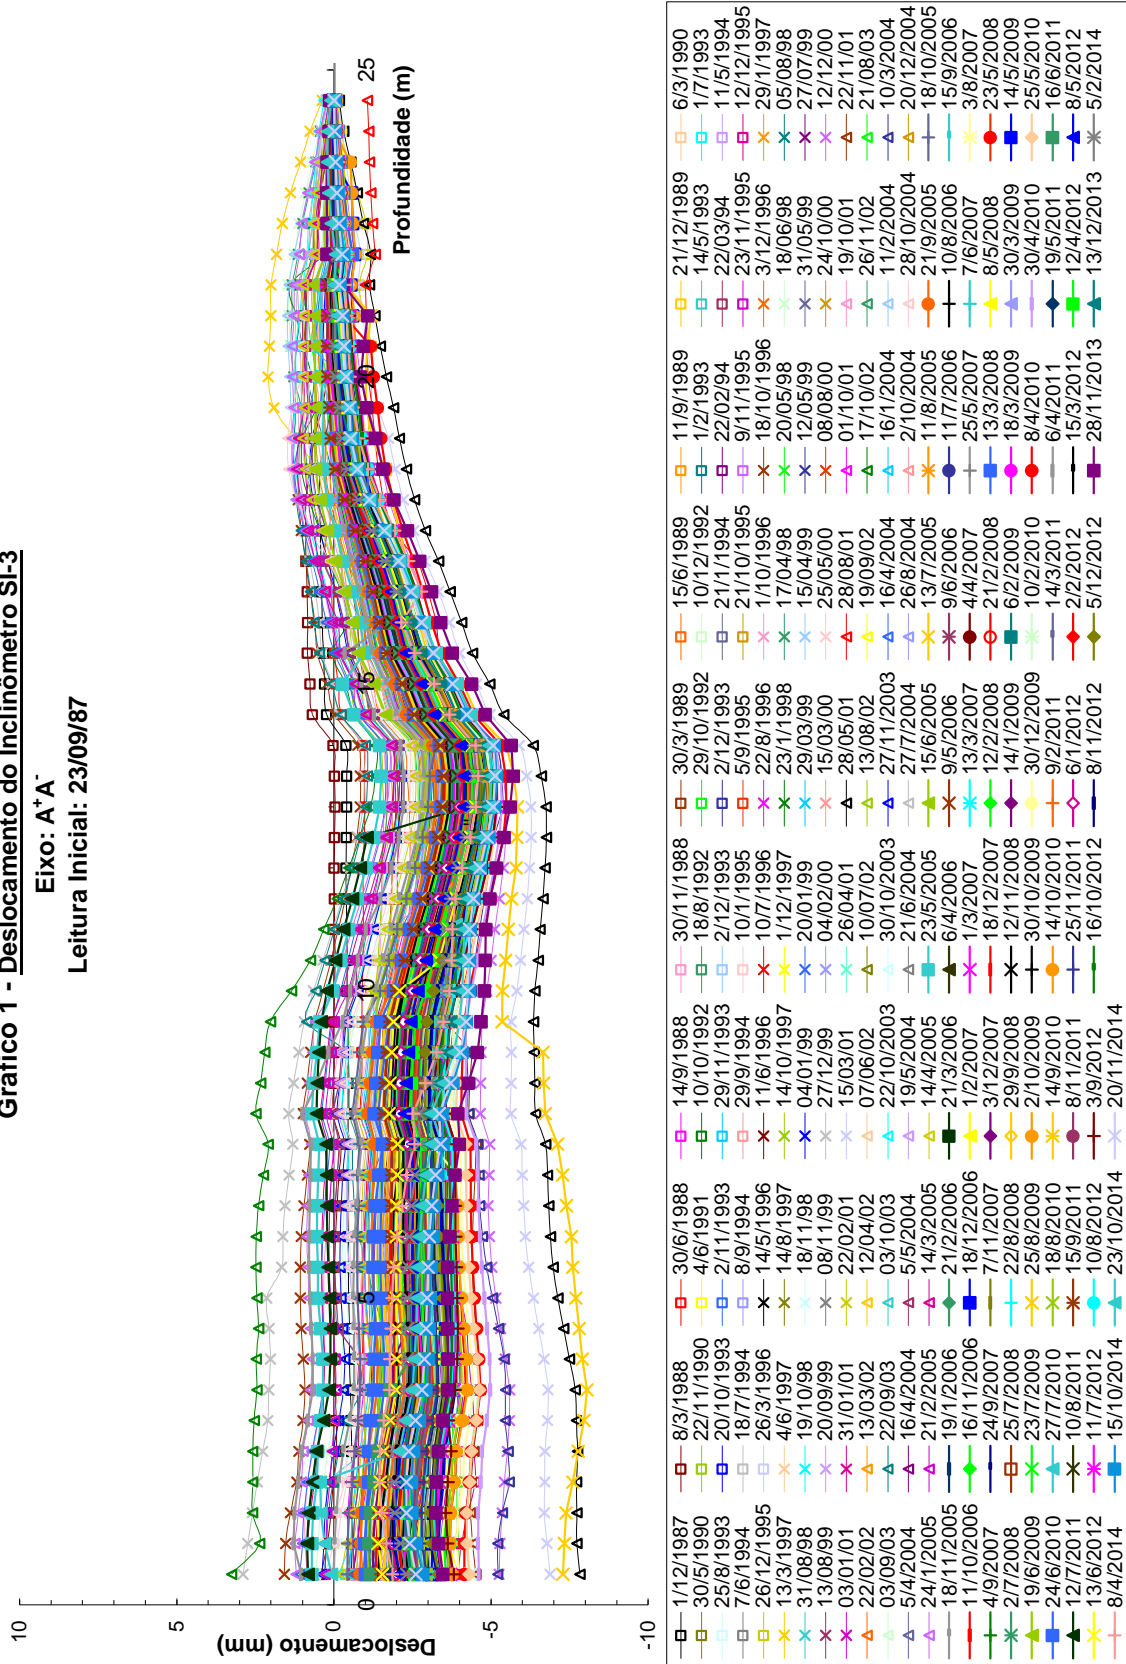 Gráfico 1 - Deslocamento do Inclinômetro SI-3
Eixo: A+A-
Leitura Inicial: 23/09/87
10
5
0
-5
-10
Deslocamento (mm)
0 5 10 15 20 25
Profundidade (m)
1/12/1987 8/3/1988 30/6/1988 14/9/1988 30/11/1988 30/3/1989 15/6/1989 11/9/1989 21/12/1989 6/3/1990
30/5/1990 22/11/1990 4/6/1991 10/10/1992 18/8/1992 29/10/1992 10/12/1992 1/2/1993 14/5/1993 1/7/1993
25/8/1993 20/10/1993 2/11/1993 29/11/1993 2/12/1993 2/12/1993 21/1/1994 22/02/94 22/03/94 11/5/1994
7/6/1994 18/7/1994 8/9/1994 29/9/1994 10/1/1995 5/9/1995 21/10/1995 9/11/1995 23/11/1995 12/12/1995
26/12/1995 26/3/1996 14/5/1996 11/6/1996 10/7/1996 22/8/1996 1/10/1996 18/10/1996 3/12/1996 29/1/1997
13/3/1997 4/6/1997 14/8/1997 14/10/1997 1/12/1997 23/1/1998 17/04/98 20/05/98 18/06/98 05/08/98
31/08/98 19/10/98 18/11/98 04/01/99 20/01/99 29/03/99 15/04/99 12/05/99 31/05/99 27/07/99
13/08/99 20/09/99 08/11/99 27/12/99 04/02/00 15/03/00 25/05/00 08/08/00 24/10/00 12/12/00
03/01/01 31/01/01 22/02/01 15/03/01 26/04/01 28/05/01 28/08/01 01/10/01 19/10/01 22/11/01
22/02/02 13/03/02 12/04/02 07/06/02 10/07/02 13/08/02 19/09/02 17/10/02 26/11/02 21/08/03
03/09/03 22/09/03 03/10/03 22/10/2003 30/10/2003 27/11/2003 16/4/2004 16/11/2004 11/2/2004 10/3/2004
5/4/2004 16/4/2004 5/5/2004 19/5/2004 21/6/2004 27/7/2004 26/8/2004 2/10/2004 28/10/2004 20/12/2004
24/1/2005 21/2/2005 14/3/2005 14/4/2005 23/5/2005 15/6/2005 13/7/2005 11/8/2005 21/9/2005 18/10/2005
18/11/2005 19/1/2006 21/2/2006 21/3/2006 6/4/2006 9/5/2006 9/6/2006 11/7/2006 10/8/2006 15/9/2006
11/10/2006 16/11/2006 18/12/2006 1/2/2007 1/3/2007 13/3/2007 4/4/2007 25/5/2007 7/6/2007 3/8/2007
4/9/2007 24/9/2007 7/11/2007 3/12/2007 18/12/2007 12/2/2008 21/2/2008 13/3/2008 8/5/2008 23/5/2008
2/7/2008 25/7/2008 22/8/2008 29/9/2008 12/11/2008 14/1/2009 6/2/2009 18/3/2009 30/3/2009 14/5/2009
19/6/2009 23/7/2009 25/8/2009 2/10/2009 30/10/2009 30/12/2009 10/2/2010 8/4/2010 30/4/2010 25/5/2010
24/6/2010 27/7/2010 18/8/2010 14/9/2010 14/10/2010 9/2/2011 14/3/2011 6/4/2011 19/5/2011 16/6/2011
12/7/2011 10/8/2011 15/9/2011 8/11/2011 25/11/2011 6/1/2012 2/2/2012 15/3/2012 12/4/2012 8/5/2012
13/6/2012 11/7/2012 10/8/2012 3/9/2012 16/10/2012 8/11/2012 5/12/2012 28/11/2013 13/12/2013 5/2/2014
8/4/2014 15/10/2014 23/10/2014 20/11/2014